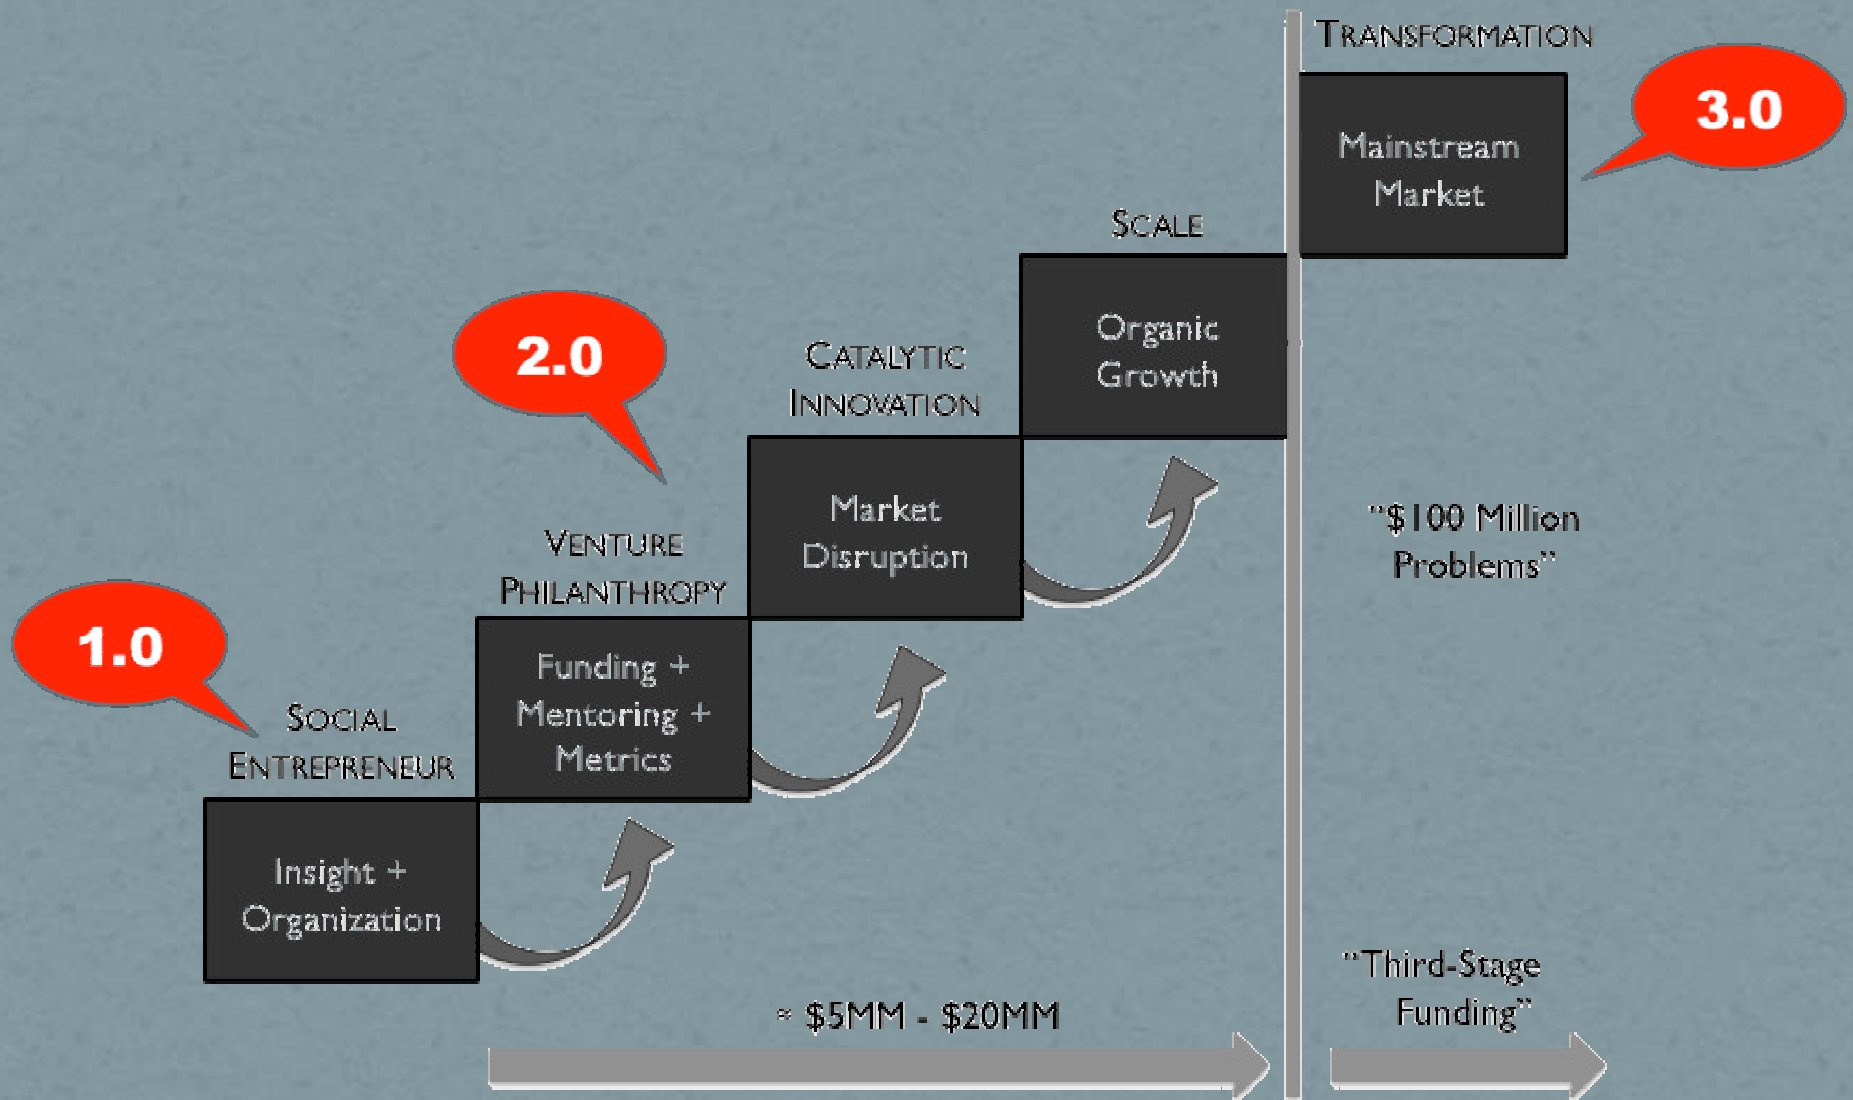 TRANSFORMATION
3.0
Mainstream
Market
SCALE
Organic
Growth
2.0
CATALYTIC
INNOVATION
Market
Disruption
"$100 Million
Problems"
VENTURE
PHILANTHROPY
Funding +
Mentoring +
Metrics
1.0
SOCIAL
ENTREPRENEUR
Insight +
Organization
≈ $5MM - $20MM
"Third-Stage
Funding"